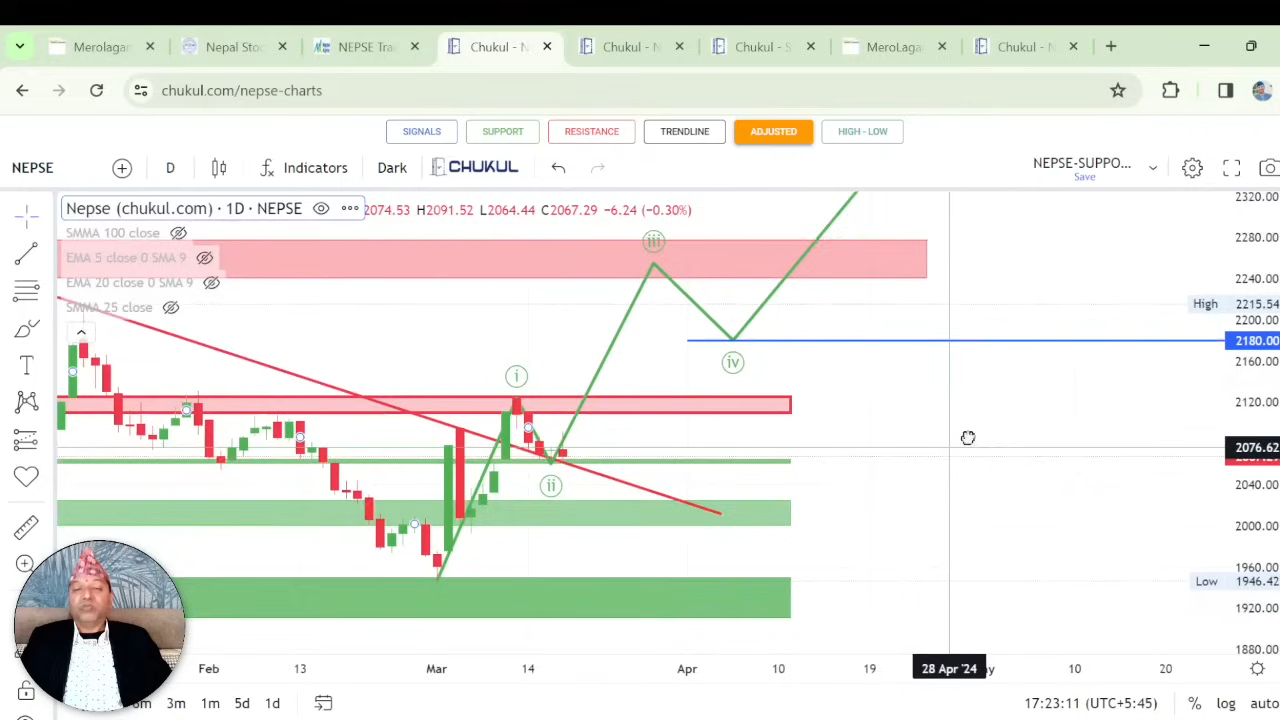 Merolagan
Nepal Stoc
NEPSE Tra
Chukul - N
Chukul - N
Chukul - S
MeroLaga
Chukul - N
chukul.com/nepse-charts
SIGNALS
SUPPORT
RESISTANCE
TRENDLINE
ADJUSTED
HIGH - LOW
NEPSE
D
Indicators
Dark
CHUKUL
NEPSE-SUPPO...
Save
Nepse (chukul.com) · 1D · NEPSE
2074.53 H2091.52 L2064.44 C2067.29 −6.24 (−0.30%)
SMMA 100 close
EMA 5 close 0 SMA 9
EMA 20 close 0 SMA 9
SMMA 25 close
i
ii
iii
iv
2320.00
2280.00
2240.00
High 2215.54
2200.00
2180.00
2160.00
2120.00
2076.62
2040.00
2000.00
1960.00
Low 1946.42
1920.00
1880.00
Feb
13
Mar
14
Apr
10
19
28 Apr '24
10
20
3m
1m
5d
1d
17:23:11 (UTC+5:45)
%
log
auto